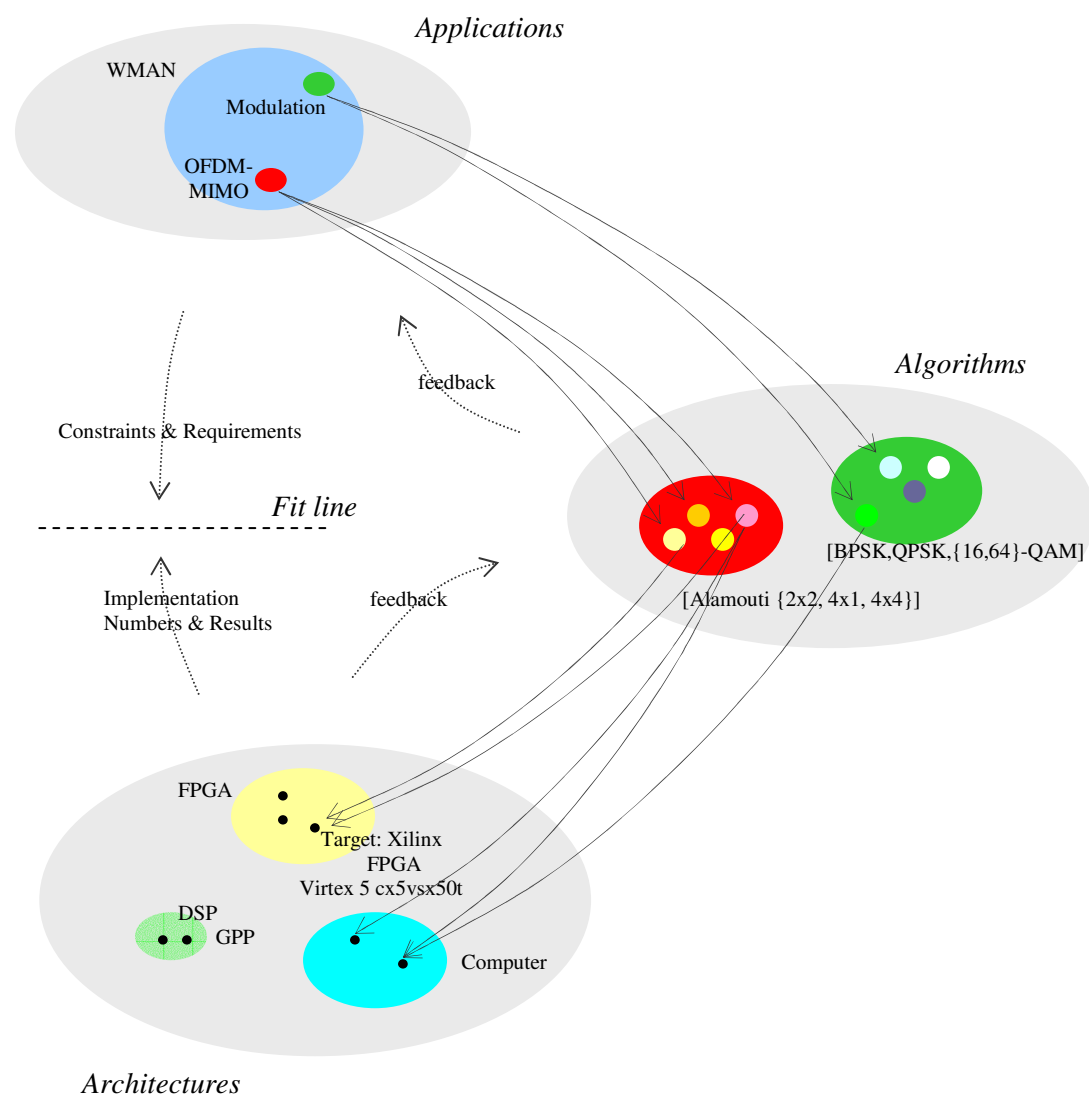 Applications
WMAN
Modulation
OFDM-
MIMO
feedback
Algorithms
Constraints & Requirements
Fit line
[BPSK,QPSK,{16,64}-QAM]
Implementation
Numbers & Results
feedback
[Alamouti {2x2, 4x1, 4x4}]
FPGA
Target: Xilinx
FPGA
Virtex 5 cx5vsx50t
DSP
GPP
Computer
Architectures